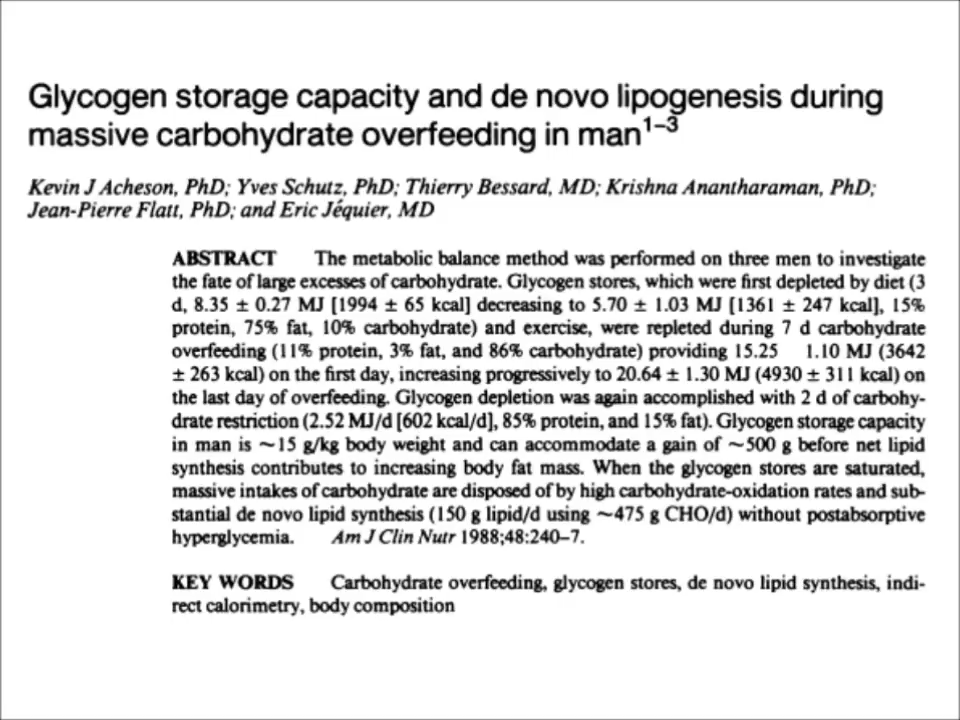 Glycogen storage capacity and de novo lipogenesis during
massive carbohydrate overfeeding in man1–3
Kevin J Acheson, PhD; Yves Schutz, PhD; Thierry Bessard, MD; Krishna Anantharaman, PhD;
Jean-Pierre Flatt, PhD; and Eric Jéquier, MD
ABSTRACT The metabolic balance method was performed on three men to investigate
the fate of large excesses of carbohydrate. Glycogen stores, which were first depleted by diet (3
d, 8.35 ± 0.27 MJ [1994 ± 65 kcal] decreasing to 5.70 ± 1.03 MJ [1361 ± 247 kcal], 15%
protein, 75% fat, 10% carbohydrate) and exercise, were repleted during 7 d carbohydrate
overfeeding (11% protein, 3% fat, and 86% carbohydrate) providing 15.25 1.10 MJ (3642
± 263 kcal) on the first day, increasing progressively to 20.64 ± 1.30 MJ (4930 ± 311 kcal) on
the last day of overfeeding. Glycogen depletion was again accomplished with 2 d of carbohy-
drate restriction (2.52 MJ/d [602 kcal/d], 85% protein, and 15% fat). Glycogen storage capacity
in man is ~15 g/kg body weight and can accommodate a gain of ~500 g before net lipid
synthesis contributes to increasing body fat mass. When the glycogen stores are saturated,
massive intakes of carbohydrate are disposed of by high carbohydrate-oxidation rates and sub-
stantial de novo lipid synthesis (150 g lipid/d using ~475 g CHO/d) without postabsorptive
hyperglycemia. Am J Clin Nutr 1988;48:240–7.
KEY WORDS Carbohydrate overfeeding, glycogen stores, de novo lipid synthesis, indi-
rect calorimetry, body composition